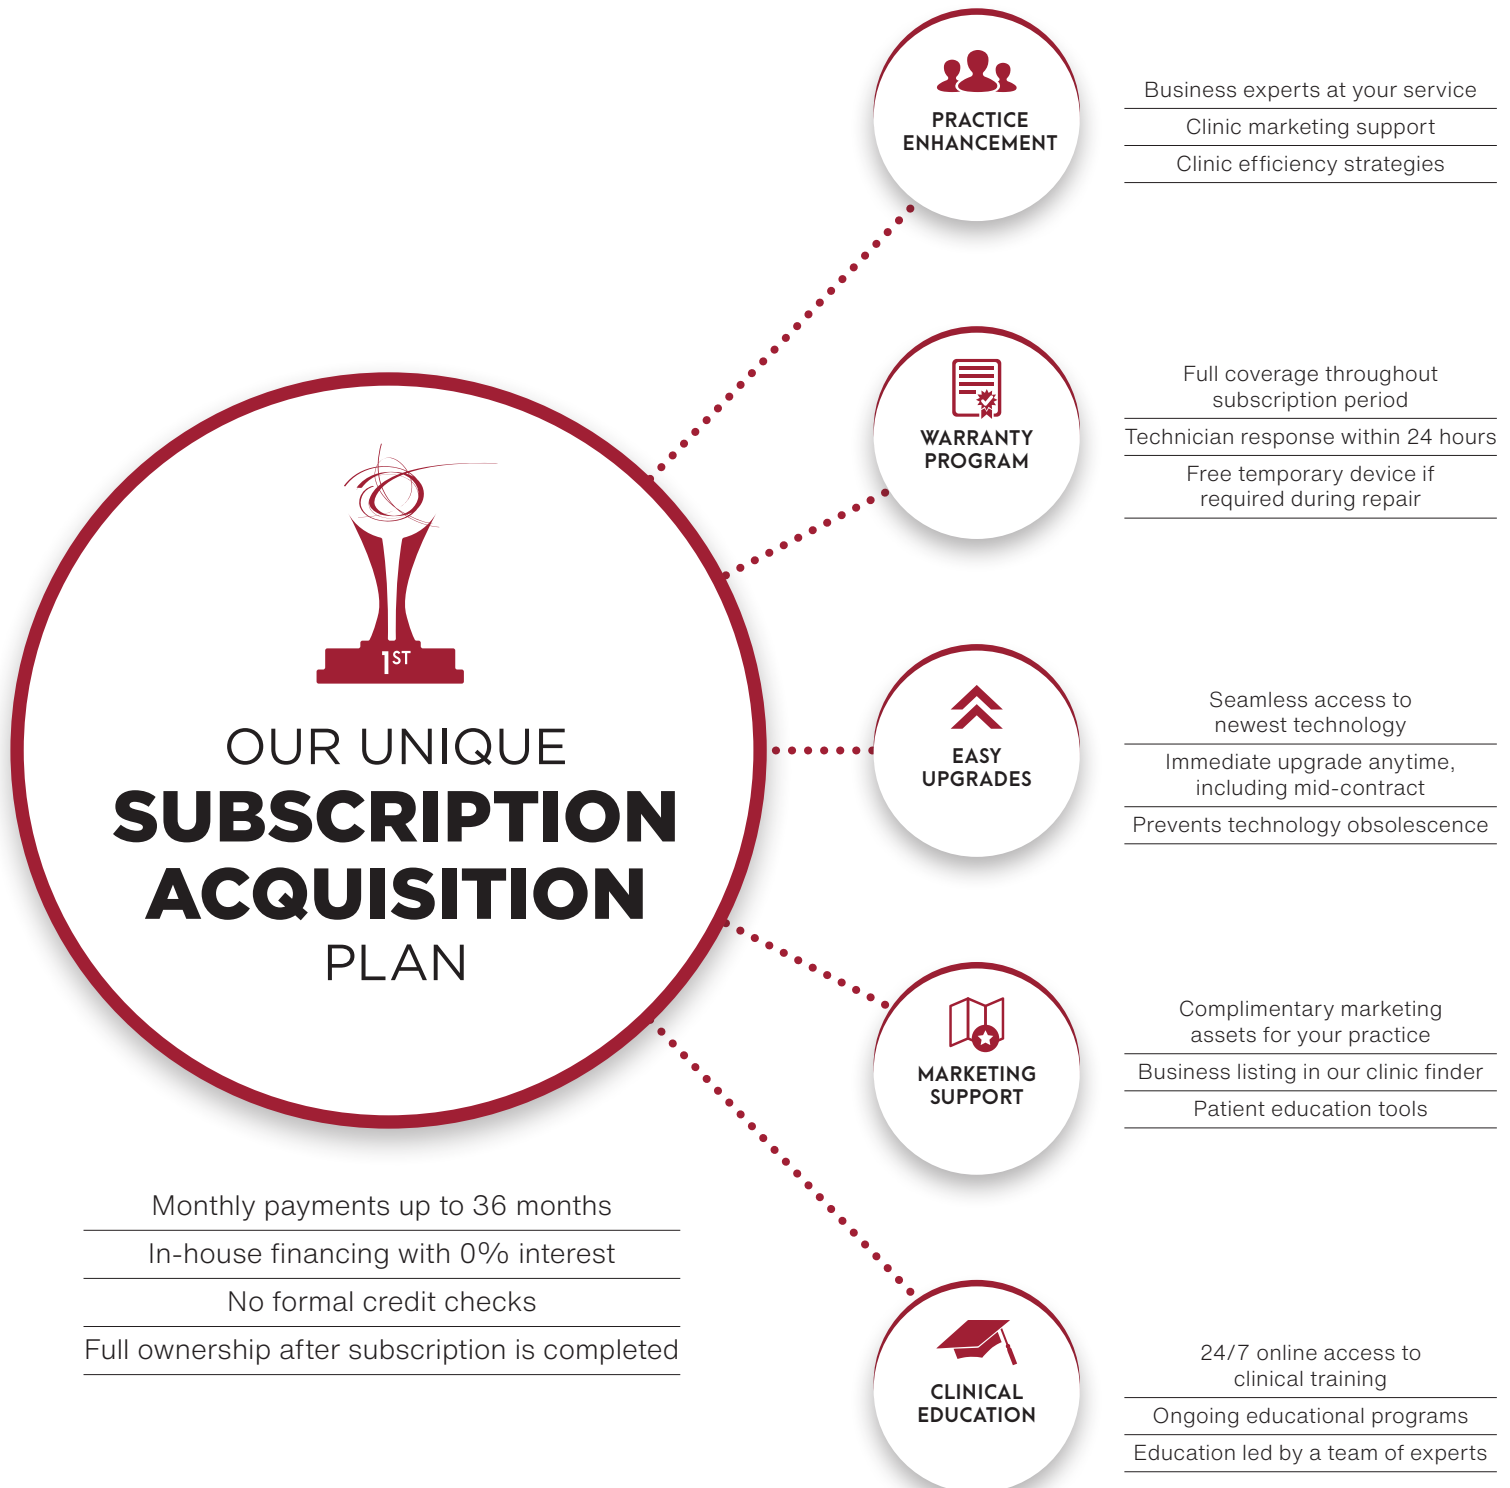 PRACTICE
ENHANCEMENT
Business experts at your service
Clinic marketing support
Clinic efficiency strategies
WARRANTY
PROGRAM
Full coverage throughout
subscription period
Technician response within 24 hours
Free temporary device if
required during repair
1ST
OUR UNIQUE
SUBSCRIPTION
ACQUISITION
PLAN
Monthly payments up to 36 months
In-house financing with 0% interest
No formal credit checks
Full ownership after subscription is completed
EASY
UPGRADES
Seamless access to
newest technology
Immediate upgrade anytime,
including mid-contract
Prevents technology obsolescence
MARKETING
SUPPORT
Complimentary marketing
assets for your practice
Business listing in our clinic finder
Patient education tools
CLINICAL
EDUCATION
24/7 online access to
clinical training
Ongoing educational programs
Education led by a team of experts